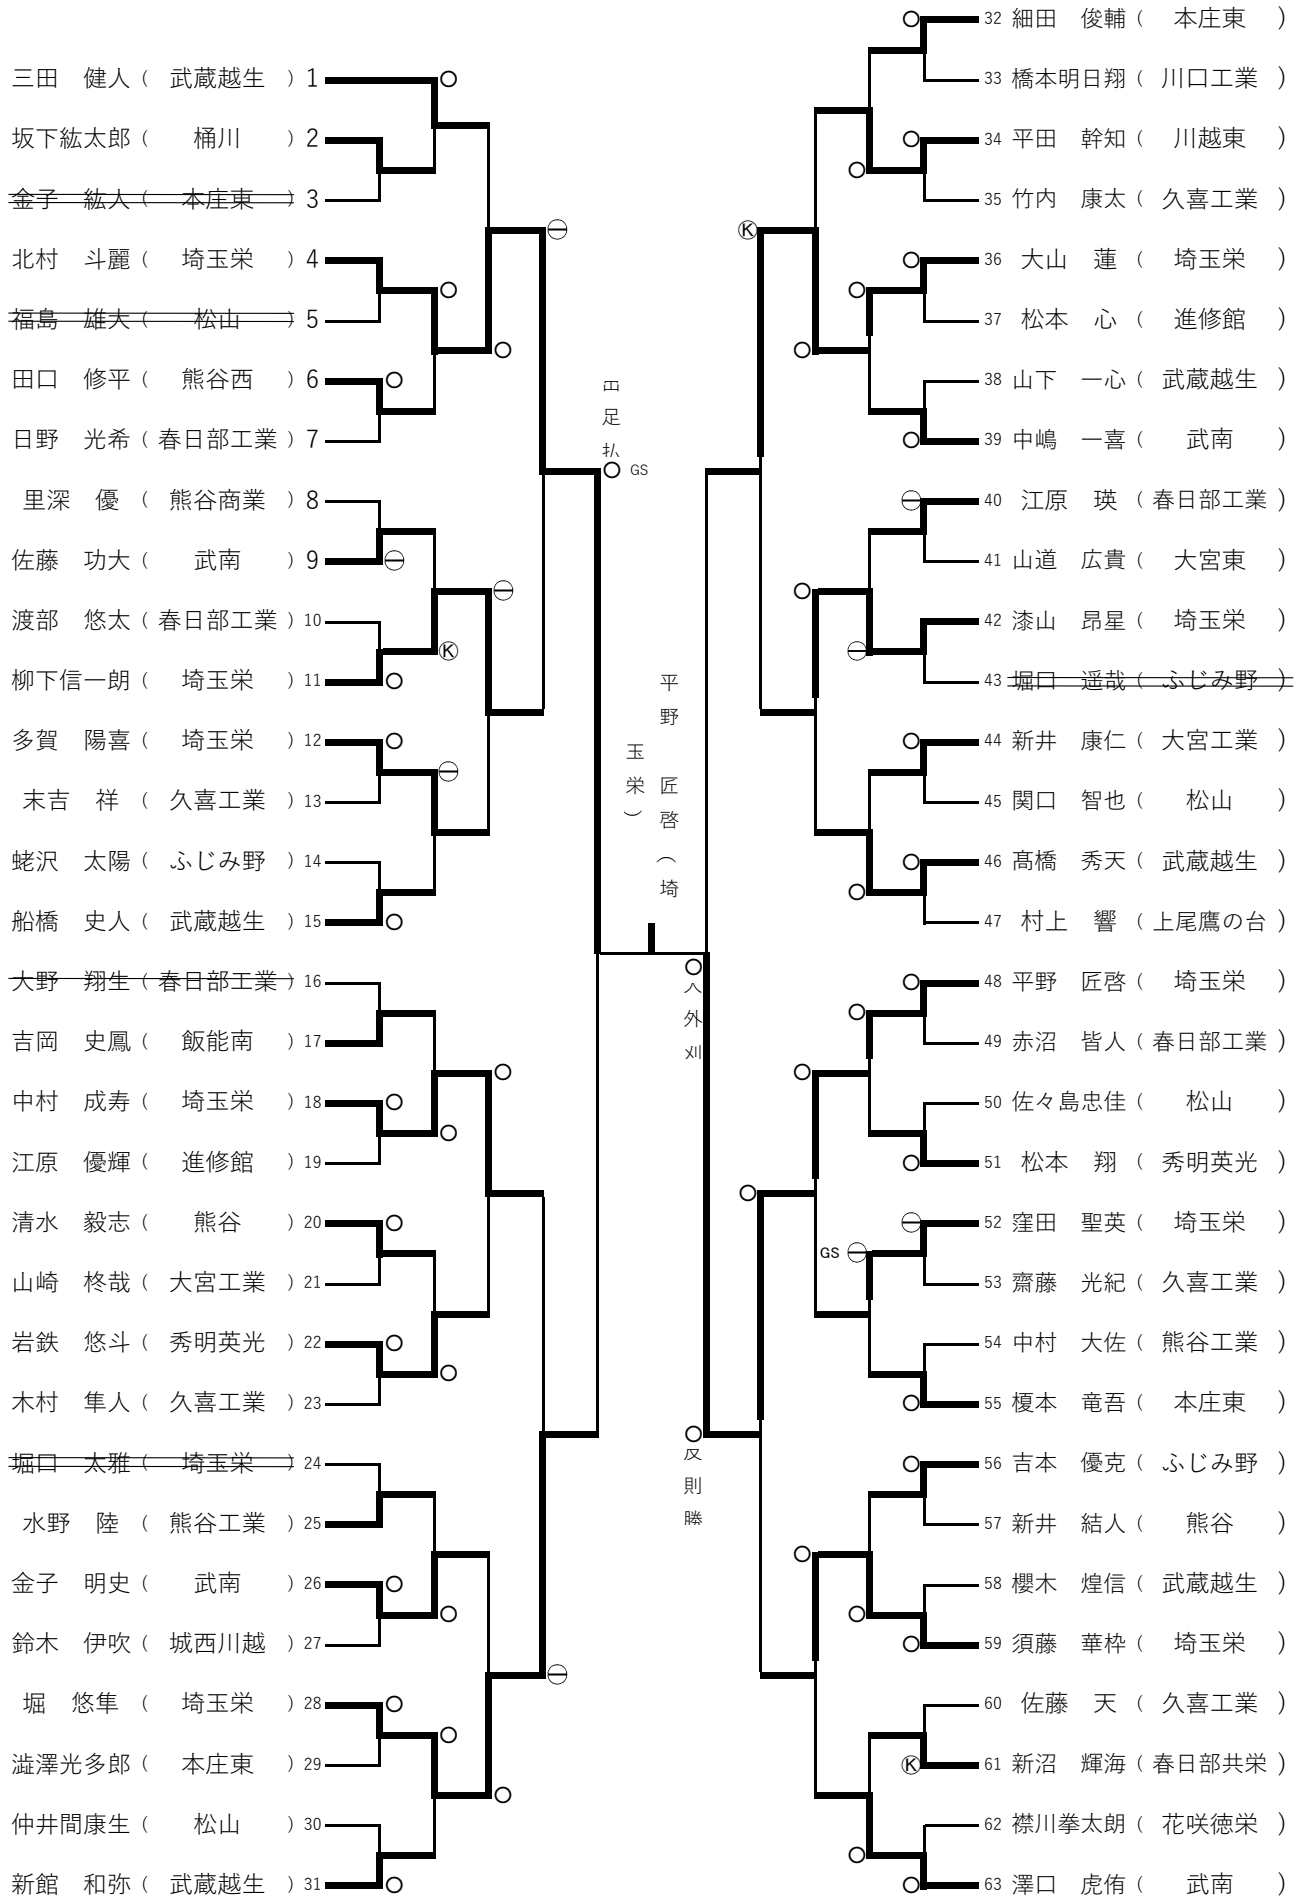 三田　健人（　武蔵越生　）1
坂下紘太郎（　桶川　）2
金子　紘人（　本庄東　）3
北村　斗麗（　埼玉栄　）4
福島　雄大（　松山　）5
田口　修平（　熊谷西　）6
日野　光希（春日部工業）7
里深　優　（　熊谷商業　）8
佐藤　功大（　武南　）9
渡部　悠太（春日部工業）10
柳下信一朗（　埼玉栄　）11
多賀　陽喜（　埼玉栄　）12
末吉　祥　（　久喜工業　）13
蛯沢　太陽（　ふじみ野　）14
船橋　史人（　武蔵越生　）15
大野　翔生（春日部工業）16
吉岡　史鳳（　飯能南　）17
中村　成寿（　埼玉栄　）18
江原　優輝（　進修館　）19
清水　毅志（　熊谷　）20
山崎　柊哉（　大宮工業　）21
岩鉄　悠斗（　秀明英光　）22
木村　隼人（　久喜工業　）23
堀口　太雅（　埼玉栄　）24
水野　陸　（　熊谷工業　）25
金子　明史（　武南　）26
鈴木　伊吹（　城西川越　）27
堀　悠隼　（　埼玉栄　）28
澁澤光多郎（　本庄東　）29
仲井間康生（　松山　）30
新館　和弥（　武蔵越生　）31
足払
GS
平野　匠啓（埼
玉栄）
外刈
反則勝
K
K
GS
K
32 細田　俊輔（　本庄東　）
33 橋本明日翔（　川口工業　）
34 平田　幹知（　川越東　）
35 竹内　康太（　久喜工業　）
36 大山　蓮　（　埼玉栄　）
37 松本　心　（　進修館　）
38 山下　一心（　武蔵越生　）
39 中嶋　一喜（　武南　）
40 江原　瑛（春日部工業）
41 山道　広貴（　大宮東　）
42 漆山　昂星（　埼玉栄　）
43 堀口　遥哉（　ふじみ野　）
44 新井　康仁（　大宮工業　）
45 関口　智也（　松山　）
46 髙橋　秀天（　武蔵越生　）
47 村上　響　（上尾鷹の台）
48 平野　匠啓（　埼玉栄　）
49 赤沼　皆人（春日部工業）
50 佐々島忠佳（　松山　）
51 松本　翔　（　秀明英光　）
52 窪田　聖英（　埼玉栄　）
53 齋藤　光紀（　久喜工業　）
54 中村　大佐（　熊谷工業　）
55 榎本　竜吾（　本庄東　）
56 吉本　優克（　ふじみ野　）
57 新井　結人（　熊谷　）
58 櫻木　煌信（　武蔵越生　）
59 須藤　華枠（　埼玉栄　）
60 佐藤　天　（　久喜工業　）
61 新沼　輝海（春日部共栄）
62 襟川拳太朗（　花咲徳栄　）
63 澤口　虎侑（　武南　）